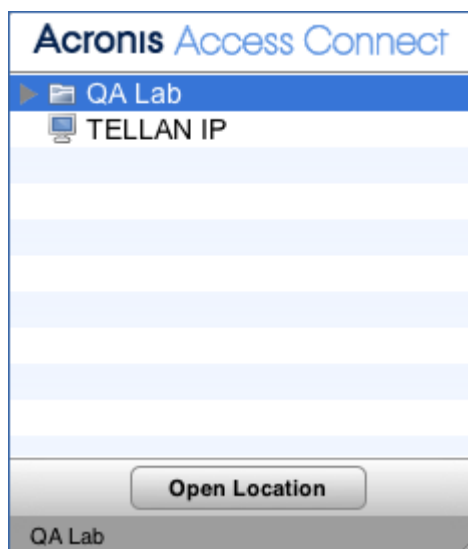 Acronis Access Connect
QA Lab
TELLAN IP
Open Location
QA Lab